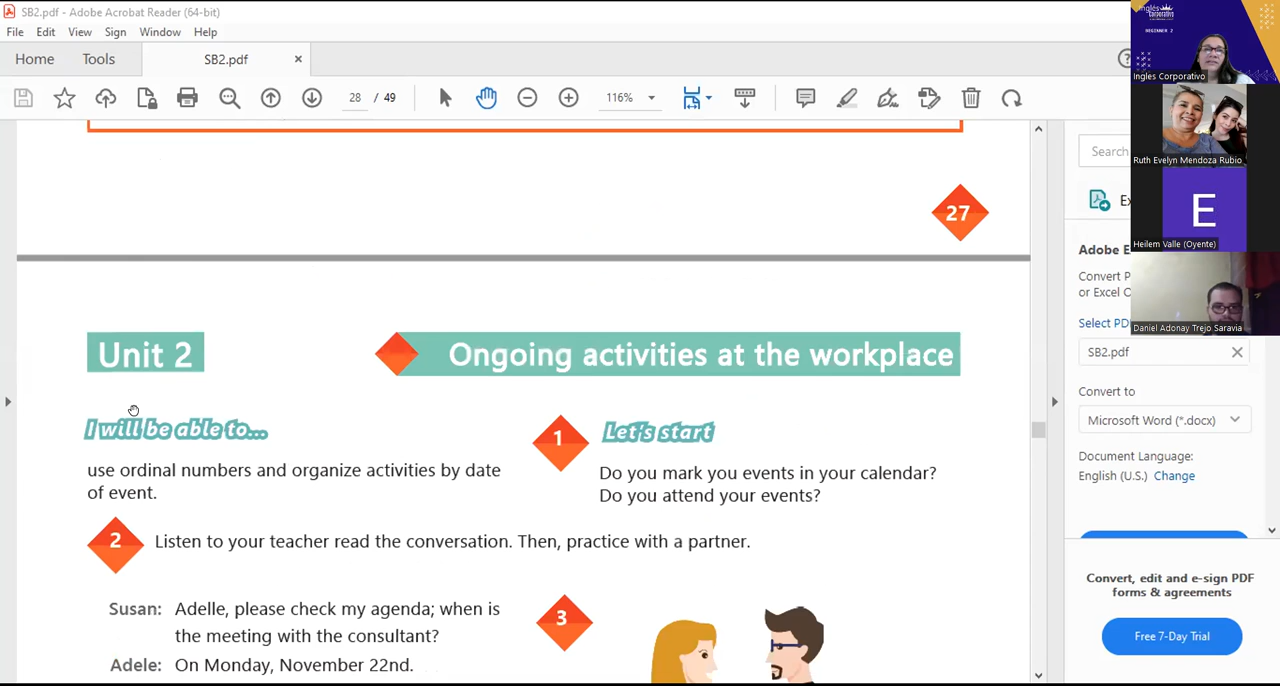 SB2.pdf - Adobe Acrobat Reader (64-bit)
File Edit View Sign Window Help
Home Tools SB2.pdf ×
28 / 49 116%
27
Unit 2
Ongoing activities at the workplace
I will be able to...
use ordinal numbers and organize activities by date
of event.
1 Let's start
Do you mark you events in your calendar?
Do you attend your events?
2 Listen to your teacher read the conversation. Then, practice with a partner.
Susan: Adelle, please check my agenda; when is
the meeting with the consultant?
Adele: On Monday, November 22nd.
3
Search
Ex
Adobe E
Convert P
or Excel O
Select PD
SB2.pdf
Convert to
Microsoft Word (*.docx)
Document Language:
English (U.S.) Change
Convert, edit and e-sign PDF
forms & agreements
Free 7-Day Trial
Inglés
Corporativo
BEGINNER 2
Ingles Corporativo
Ruth Evelyn Mendoza Rubio
E
Heilem Valle (Oyente)
Daniel Adonay Trejo Saravia